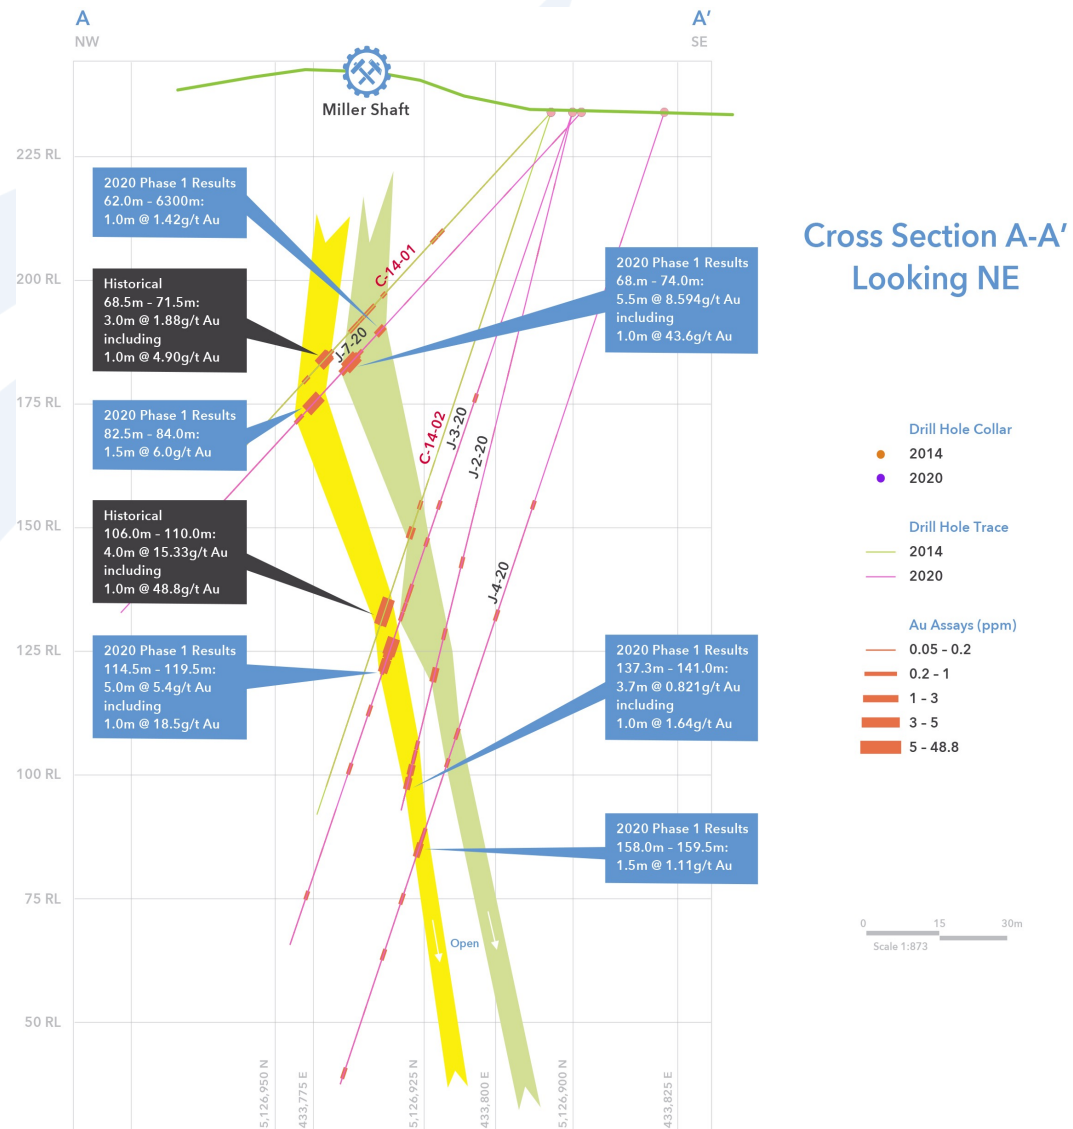 A
A’
NW
SE
Miller Shaft
225 RL
200 RL
175 RL
150 RL
125 RL
100 RL
75 RL
50 RL
2020 Phase 1 Results
62.0m – 6300m:
1.0m @ 1.42g/t Au
Historical
68.5m – 71.5m:
3.0m @ 1.88g/t Au
including
1.0m @ 4.90g/t Au
2020 Phase 1 Results
82.5m – 84.0m:
1.5m @ 6.0g/t Au
Historical
106.0m – 110.0m:
4.0m @ 15.33g/t Au
including
1.0m @ 48.8g/t Au
2020 Phase 1 Results
114.5m – 119.5m:
5.0m @ 5.4g/t Au
including
1.0m @ 18.5g/t Au
C-14-01
J-7-20
C-14-02
J-3-20
J-2-20
J-4-20
2020 Phase 1 Results
68.m – 74.0m:
5.5m @ 8.594g/t Au
including
1.0m @ 43.6g/t Au
2020 Phase 1 Results
137.3m – 141.0m:
3.7m @ 0.821g/t Au
including
1.0m @ 1.64g/t Au
2020 Phase 1 Results
158.0m – 159.5m:
1.5m @ 1.11g/t Au
Open
5,126,950 N
433,775 E
5,126,925 N
433,800 E
5,126,900 N
433,825 E
Cross Section A-A’
Looking NE
Drill Hole Collar
2014
2020
Drill Hole Trace
2014
2020
Au Assays (ppm)
0.05 – 0.2
0.2 – 1
1 – 3
3 – 5
5 – 48.8
0 15 30m
Scale 1:873